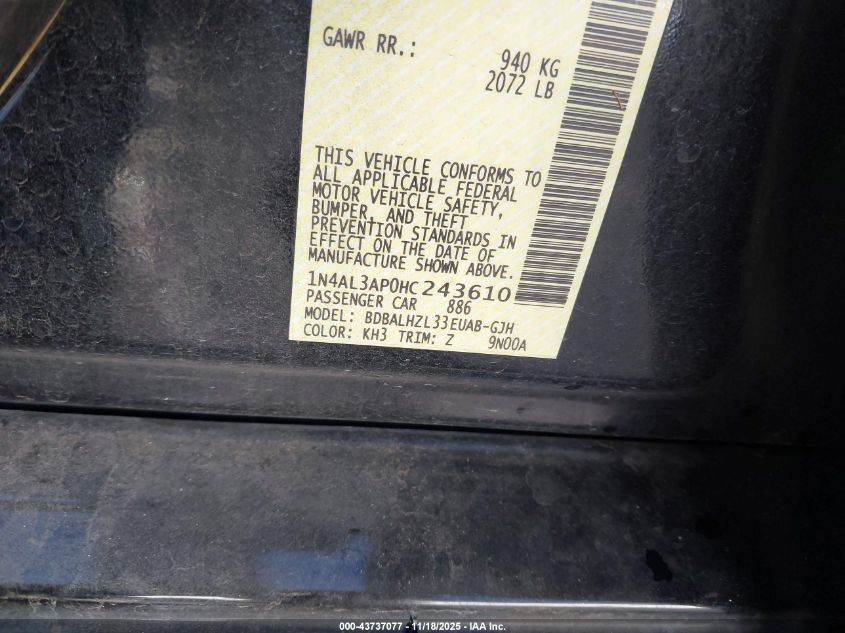 GAWR RR.: 940 KG
2072 LB
THIS VEHICLE CONFORMS TO
ALL APPLICABLE FEDERAL
MOTOR VEHICLE SAFETY,
BUMPER, AND THEFT
PREVENTION STANDARDS IN
EFFECT ON THE DATE OF
MANUFACTURE SHOWN ABOVE.
1N4AL3AP0HC243610
PASSENGER CAR 886
MODEL: BDBALHZL33EUAB-GJH
COLOR: KH3 TRIM: Z 9N00A
000-43737077 - 11/18/2025 - IAA Inc.